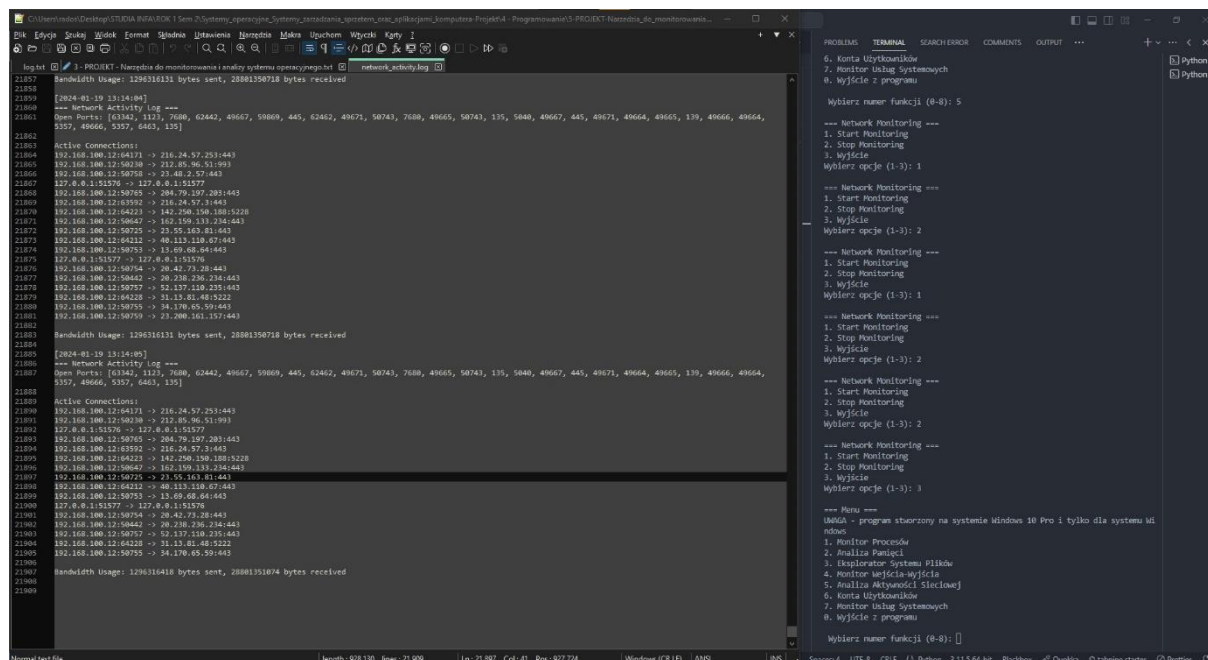 C:\Users\rados\Desktop\STUDIA INFA\ROK 1 Sem 2\Systemy_operacyjne_Systemy_zarzadzania_sprzetem_oraz_aplikacjami_komputera-Projekt\4 - Programowanie\3-PROJEKT-Narzedzia_do_monitorowania...
Plik Edycja Szukaj Widok Format Składnia Ustawienia Narzędzia Makra Uruchom Wtyczki Karty ?
log.txt 3 - PROJEKT - Narzędzia do monitorowania i analizy systemu operacyjnego.txt network_activity.log
21857 Bandwidth Usage: 1296316131 bytes sent, 28801350718 bytes received
21858
21859 [2024-01-19 13:14:04]
21860 === Network Activity Log ===
21861 Open Ports: [63342, 1123, 7680, 62442, 49667, 59869, 445, 62462, 49671, 50743, 7680, 49665, 50743, 135, 5040, 49667, 445, 49671, 49664, 49665, 139, 49666, 49664,
5357, 49666, 5357, 6463, 135]
21862
21863 Active Connections:
21864 192.168.100.12:64171 -> 216.24.57.253:443
21865 192.168.100.12:50230 -> 212.85.96.51:993
21866 192.168.100.12:50758 -> 23.48.2.57:443
21867 127.0.0.1:51576 -> 127.0.0.1:51577
21868 192.168.100.12:50765 -> 204.79.197.203:443
21869 192.168.100.12:63592 -> 216.24.57.3:443
21870 192.168.100.12:64223 -> 142.250.150.188:5228
21871 192.168.100.12:50647 -> 162.159.133.234:443
21872 192.168.100.12:50725 -> 23.55.163.81:443
21873 192.168.100.12:64212 -> 40.113.110.67:443
21874 192.168.100.12:50753 -> 13.69.68.64:443
21875 127.0.0.1:51577 -> 127.0.0.1:51576
21876 192.168.100.12:50754 -> 20.42.73.28:443
21877 192.168.100.12:50442 -> 20.238.236.234:443
21878 192.168.100.12:50757 -> 52.137.110.235:443
21879 192.168.100.12:64228 -> 31.13.81.48:5222
21880 192.168.100.12:50755 -> 34.170.65.59:443
21881 192.168.100.12:50759 -> 23.200.161.157:443
21882
21883 Bandwidth Usage: 1296316131 bytes sent, 28801350718 bytes received
21884
21885 [2024-01-19 13:14:05]
21886 === Network Activity Log ===
21887 Open Ports: [63342, 1123, 7680, 62442, 49667, 59869, 445, 62462, 49671, 50743, 7680, 49665, 50743, 135, 5040, 49667, 445, 49671, 49664, 49665, 139, 49666, 49664,
5357, 49666, 5357, 6463, 135]
21888
21889 Active Connections:
21890 192.168.100.12:64171 -> 216.24.57.253:443
21891 192.168.100.12:50230 -> 212.85.96.51:993
21892 127.0.0.1:51576 -> 127.0.0.1:51577
21893 192.168.100.12:50765 -> 204.79.197.203:443
21894 192.168.100.12:63592 -> 216.24.57.3:443
21895 192.168.100.12:64223 -> 142.250.150.188:5228
21896 192.168.100.12:50647 -> 162.159.133.234:443
21897 192.168.100.12:50725 -> 23.55.163.81:443
21898 192.168.100.12:64212 -> 40.113.110.67:443
21899 192.168.100.12:50753 -> 13.69.68.64:443
21900 127.0.0.1:51577 -> 127.0.0.1:51576
21901 192.168.100.12:50754 -> 20.42.73.28:443
21902 192.168.100.12:50442 -> 20.238.236.234:443
21903 192.168.100.12:50757 -> 52.137.110.235:443
21904 192.168.100.12:64228 -> 31.13.81.48:5222
21905 192.168.100.12:50755 -> 34.170.65.59:443
21906
21907 Bandwidth Usage: 1296316418 bytes sent, 28801351074 bytes received
21908
21909
Normal text file length : 928 130 lines : 21 909 Ln : 21 897 Col : 41 Pos : 927 724 Windows (CR LF) ANSI INS
PROBLEMS TERMINAL SEARCH ERROR COMMENTS OUTPUT ...
Python
Python
6. Konta Użytkowników
7. Monitor Usług Systemowych
0. Wyjście z programu
Wybierz numer funkcji (0-8): 5
=== Network Monitoring ===
1. Start Monitoring
2. Stop Monitoring
3. Wyjście
Wybierz opcje (1-3): 1
=== Network Monitoring ===
1. Start Monitoring
2. Stop Monitoring
3. Wyjście
Wybierz opcje (1-3): 2
=== Network Monitoring ===
1. Start Monitoring
2. Stop Monitoring
3. Wyjście
Wybierz opcje (1-3): 1
=== Network Monitoring ===
1. Start Monitoring
2. Stop Monitoring
3. Wyjście
Wybierz opcje (1-3): 2
=== Network Monitoring ===
1. Start Monitoring
2. Stop Monitoring
3. Wyjście
Wybierz opcje (1-3): 2
=== Network Monitoring ===
1. Start Monitoring
2. Stop Monitoring
3. Wyjście
Wybierz opcje (1-3): 3
=== Menu ===
UWAGA - program stworzony na systemie Windows 10 Pro i tylko dla systemu Wi
ndows
1. Monitor Procesów
2. Analiza Pamięci
3. Eksplorator Systemu Plików
4. Monitor Wejścia-Wyjścia
5. Analiza Aktywności Sieciowej
6. Konta Użytkowników
7. Monitor Usług Systemowych
0. Wyjście z programu
Wybierz numer funkcji (0-8):
Spaces: 4 UTF-8 CRLF Python 3.11.5 64-bit Blackbox Quokka Prettier